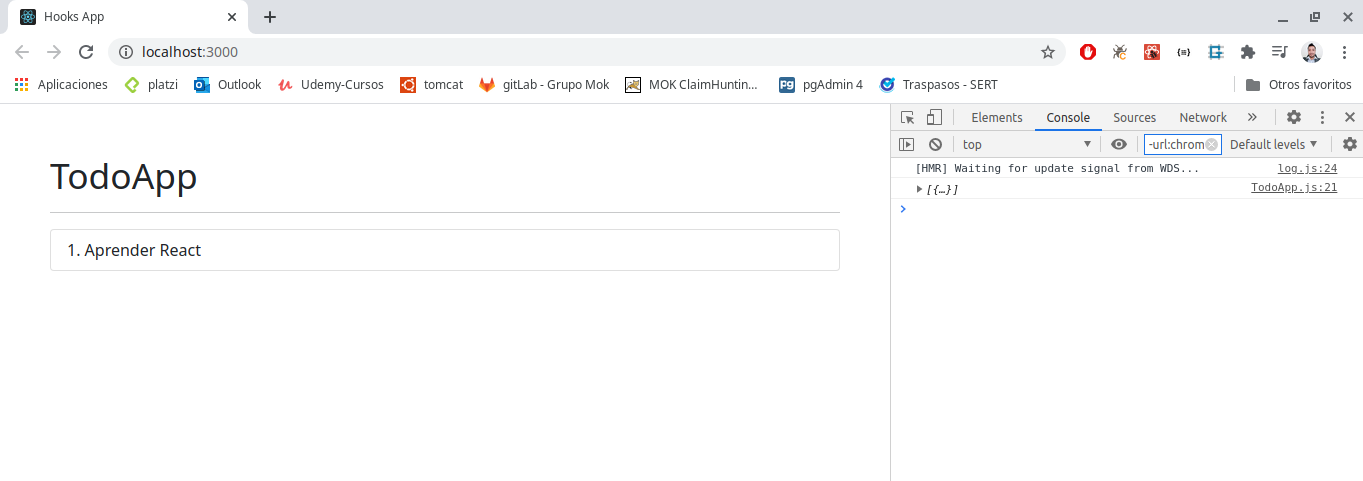 Hooks App
localhost:3000
Aplicaciones platzi Outlook Udemy-Cursos tomcat gitLab - Grupo Mok MOK ClaimHuntin... pgAdmin 4 Traspasos - SERT Otros favoritos
Elements Console Sources Network »
top -url:chrom Default levels
[HMR] Waiting for update signal from WDS... log.js:24
[{…}] TodoApp.js:21
TodoApp
1. Aprender React